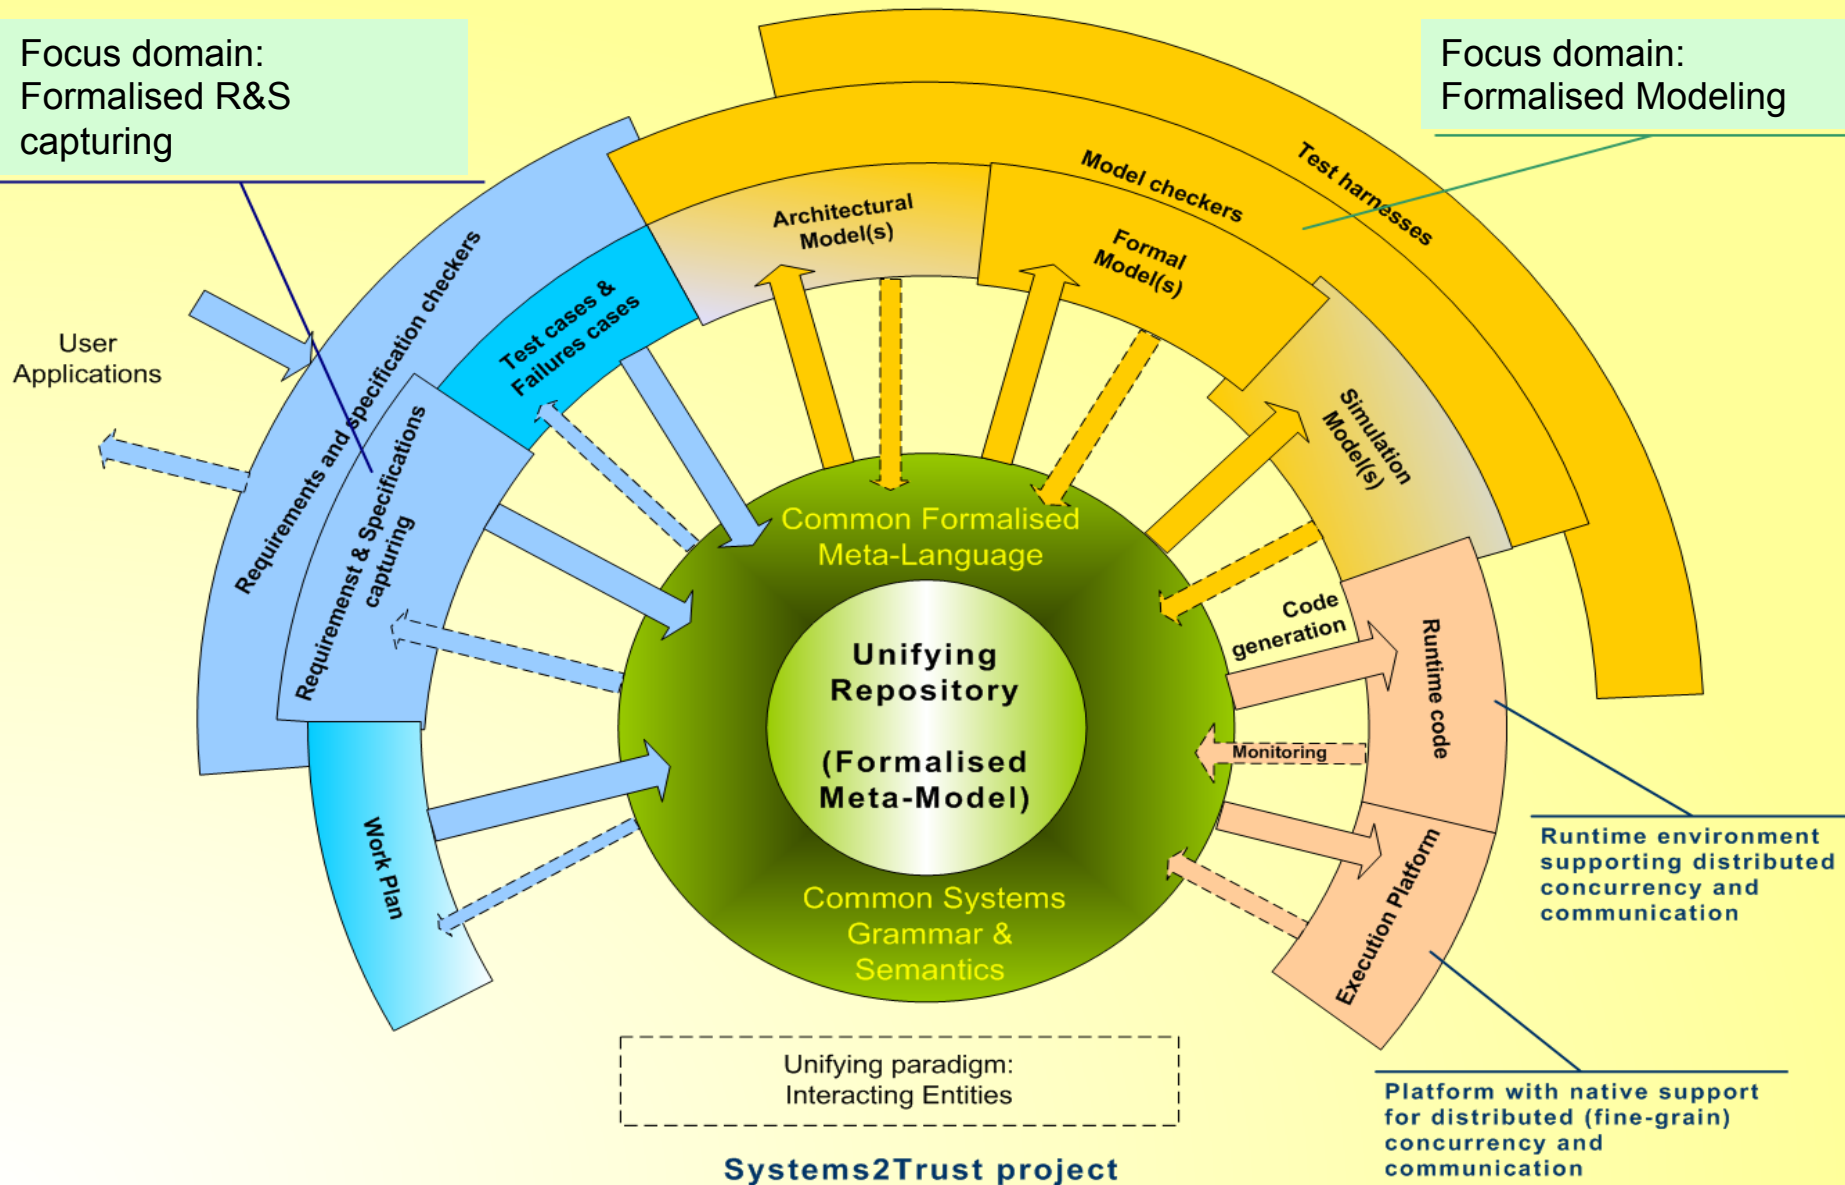 Focus domain:
Formalised R&S
capturing
Focus domain:
Formalised Modeling
Test harnesses
Model checkers
Architectural
Model(s)
Formal
Model(s)
Simulation
Model(s)
Requirements and specification checkers
Test cases &
Failures cases
User
Applications
Requiremenst & Specifications
capturing
Work Plan
Common Formalised
Meta-Language
Unifying
Repository
(Formalised
Meta-Model)
Common Systems
Grammar &
Semantics
Code
generation
Runtime code
Monitoring
Execution Platform
Runtime environment
supporting distributed
concurrency and
communication
Platform with native support
for distributed (fine-grain)
concurrency and
communication
Unifying paradigm:
Interacting Entities
Systems2Trust project